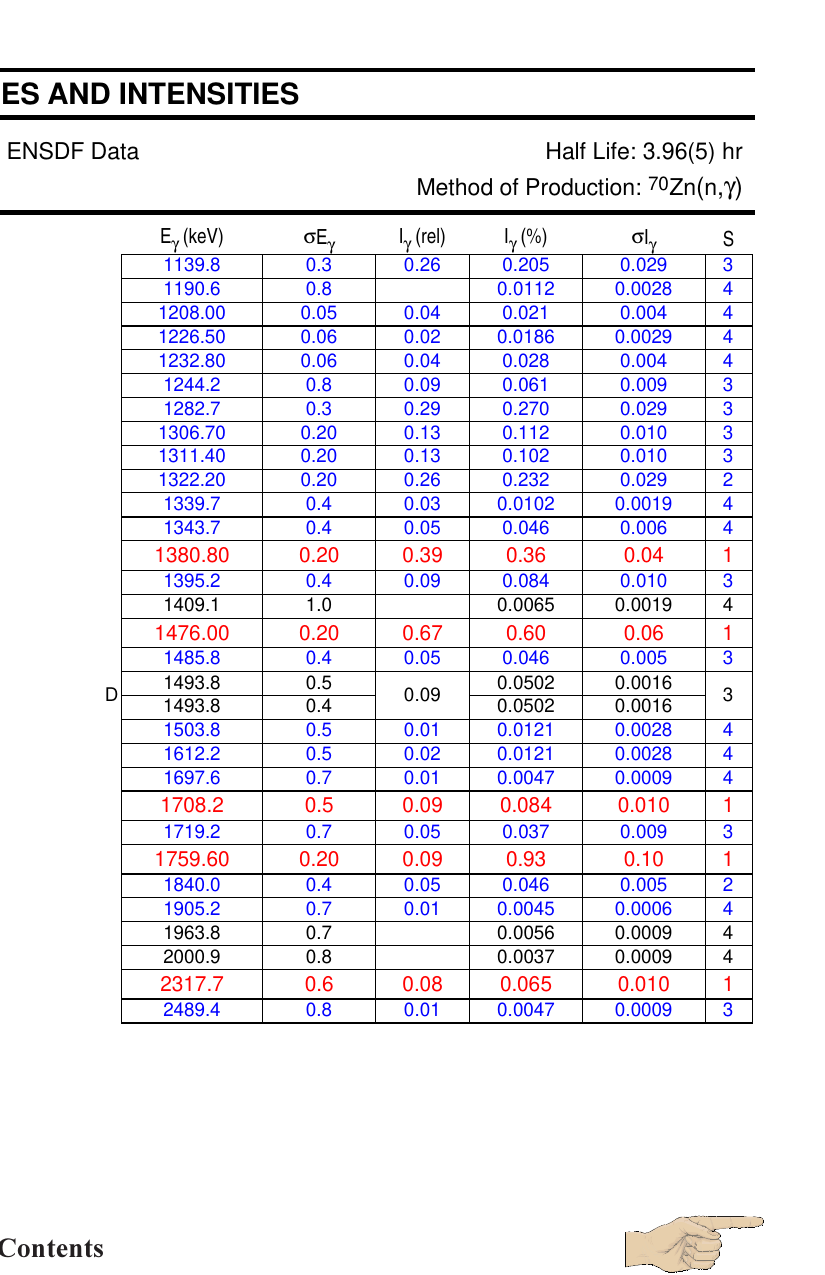 ES AND INTENSITIES
ENSDF Data Half Life: 3.96(5) hr
Method of Production: ⁷⁰Zn(n,γ)
Eγ (keV) σEγ Iγ (rel) Iγ (%) σIγ S
1139.8 0.3 0.26 0.205 0.029 3
1190.6 0.8 0.0112 0.0028 4
1208.00 0.05 0.04 0.021 0.004 4
1226.50 0.06 0.02 0.0186 0.0029 4
1232.80 0.06 0.04 0.028 0.004 4
1244.2 0.8 0.09 0.061 0.009 3
1282.7 0.3 0.29 0.270 0.029 3
1306.70 0.20 0.13 0.112 0.010 3
1311.40 0.20 0.13 0.102 0.010 3
1322.20 0.20 0.26 0.232 0.029 2
1339.7 0.4 0.03 0.0102 0.0019 4
1343.7 0.4 0.05 0.046 0.006 4
1380.80 0.20 0.39 0.36 0.04 1
1395.2 0.4 0.09 0.084 0.010 3
1409.1 1.0 0.0065 0.0019 4
1476.00 0.20 0.67 0.60 0.06 1
1485.8 0.4 0.05 0.046 0.005 3
1493.8 0.5 0.0502 0.0016
D 0.09 3
1493.8 0.4 0.0502 0.0016
1503.8 0.5 0.01 0.0121 0.0028 4
1612.2 0.5 0.02 0.0121 0.0028 4
1697.6 0.7 0.01 0.0047 0.0009 4
1708.2 0.5 0.09 0.084 0.010 1
1719.2 0.7 0.05 0.037 0.009 3
1759.60 0.20 0.09 0.93 0.10 1
1840.0 0.4 0.05 0.046 0.005 2
1905.2 0.7 0.01 0.0045 0.0006 4
1963.8 0.7 0.0056 0.0009 4
2000.9 0.8 0.0037 0.0009 4
2317.7 0.6 0.08 0.065 0.010 1
2489.4 0.8 0.01 0.0047 0.0009 3
Contents